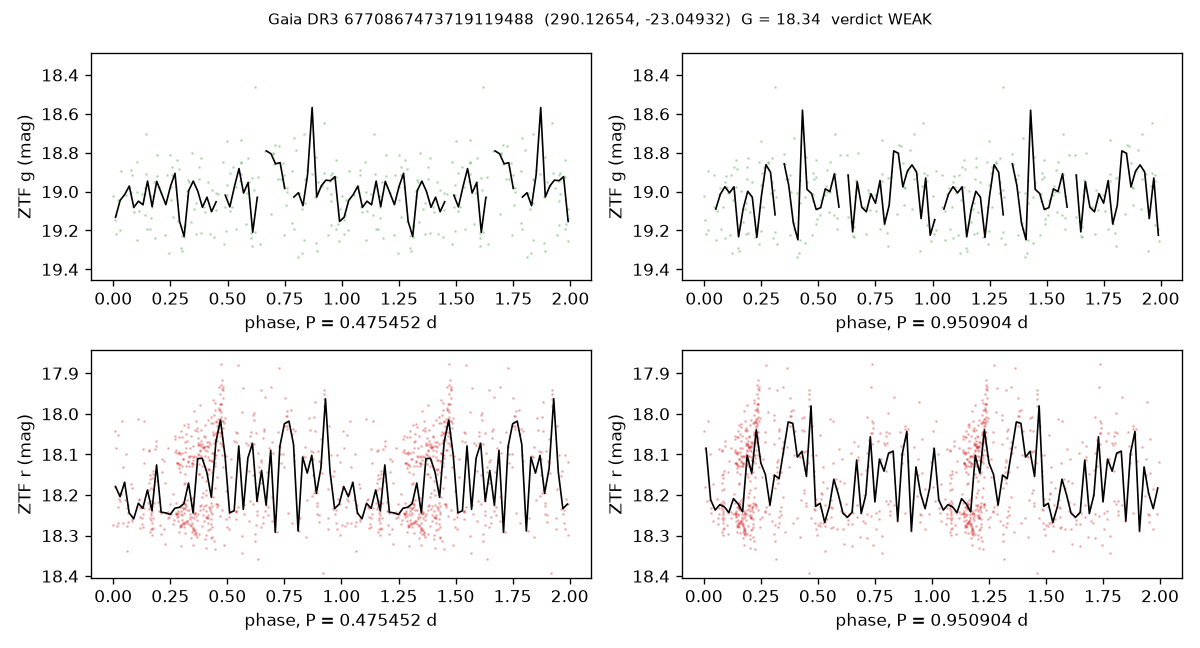 Gaia DR3 6770867473719119488 (290.12654, -23.04932) G = 18.34 verdict WEAK
ZTF g (mag)
18.4
18.6
18.8
19.0
19.2
19.4
0.00 0.25 0.50 0.75 1.00 1.25 1.50 1.75 2.00
phase, P = 0.475452 d
ZTF g (mag)
18.4
18.6
18.8
19.0
19.2
19.4
0.00 0.25 0.50 0.75 1.00 1.25 1.50 1.75 2.00
phase, P = 0.950904 d
ZTF r (mag)
17.9
18.0
18.1
18.2
18.3
18.4
0.00 0.25 0.50 0.75 1.00 1.25 1.50 1.75 2.00
phase, P = 0.475452 d
ZTF r (mag)
17.9
18.0
18.1
18.2
18.3
18.4
0.00 0.25 0.50 0.75 1.00 1.25 1.50 1.75 2.00
phase, P = 0.950904 d